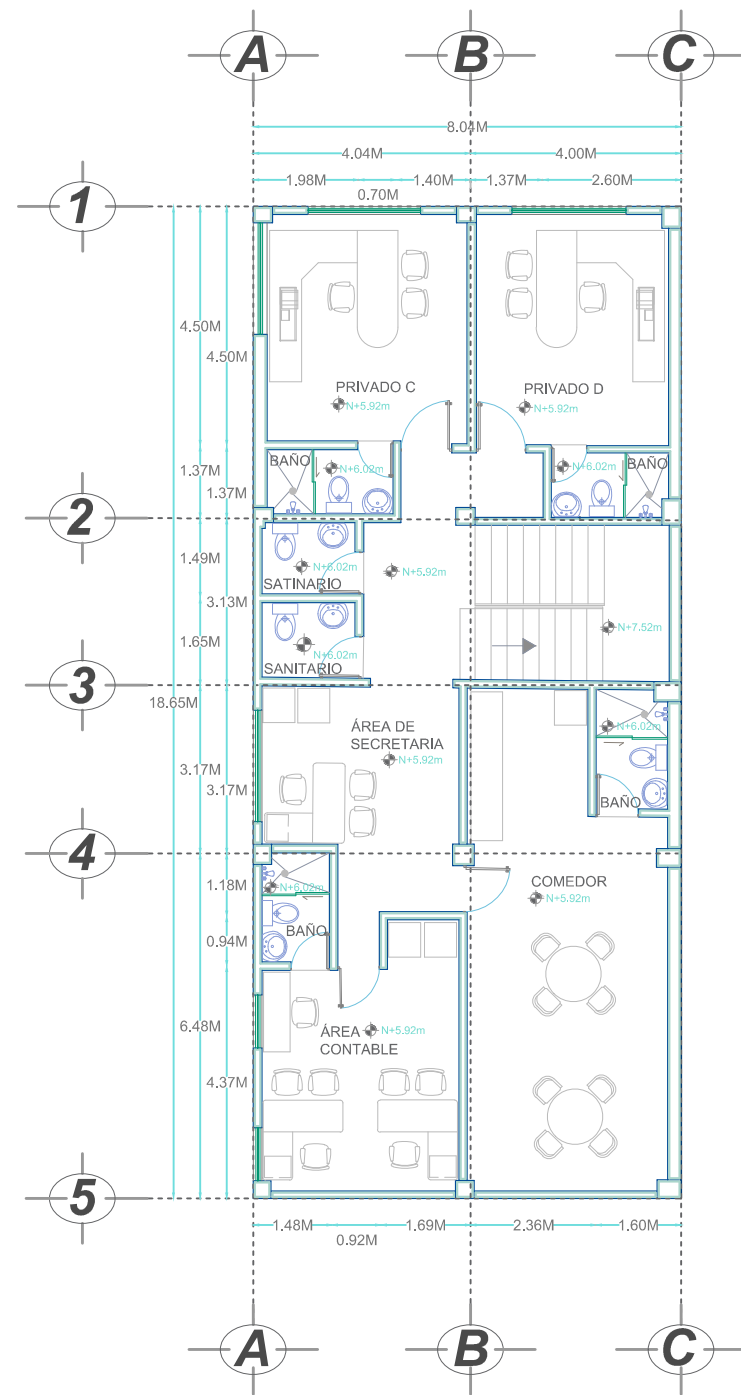 A B C
8.04M
4.04M 4.00M
1.98M 1.40M 1.37M 2.60M
0.70M
1
4.50M
4.50M
PRIVADO C
N+5.92m
PRIVADO D
N+5.92m
BAÑO
N+6.02m
N+6.02m
BAÑO
1.37M
1.37M
2
1.49M
N+6.02m
SATINARIO
N+5.92m
3.13M
N+7.52m
1.65M
N+6.02m
SANITARIO
3
18.65M
ÁREA DE
SECRETARIA
N+5.92m
N+6.02m
BAÑO
3.17M
3.17M
4
1.18M
N+6.02m
BAÑO
COMEDOR
N+5.92m
0.94M
6.48M
ÁREA
CONTABLE
N+5.92m
4.37M
5
1.48M 1.69M 2.36M 1.60M
0.92M
A B C